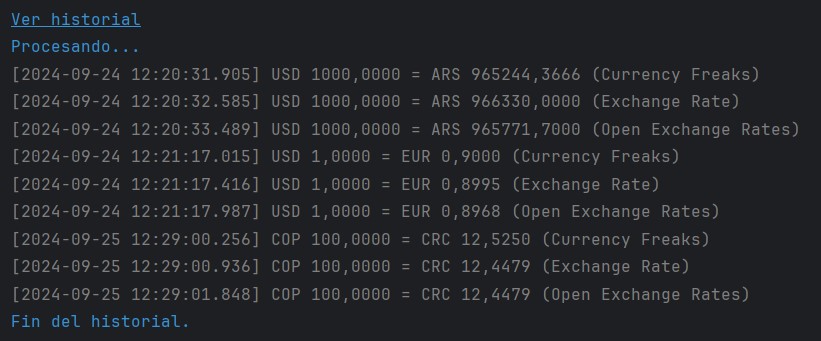 Ver historial
Procesando...
[2024-09-24 12:20:31.905] USD 1000,0000 = ARS 965244,3666 (Currency Freaks)
[2024-09-24 12:20:32.585] USD 1000,0000 = ARS 966330,0000 (Exchange Rate)
[2024-09-24 12:20:33.489] USD 1000,0000 = ARS 965771,7000 (Open Exchange Rates)
[2024-09-24 12:21:17.015] USD 1,0000 = EUR 0,9000 (Currency Freaks)
[2024-09-24 12:21:17.416] USD 1,0000 = EUR 0,8995 (Exchange Rate)
[2024-09-24 12:21:17.987] USD 1,0000 = EUR 0,8968 (Open Exchange Rates)
[2024-09-25 12:29:00.256] COP 100,0000 = CRC 12,5250 (Currency Freaks)
[2024-09-25 12:29:00.936] COP 100,0000 = CRC 12,4479 (Exchange Rate)
[2024-09-25 12:29:01.848] COP 100,0000 = CRC 12,4479 (Open Exchange Rates)
Fin del historial.